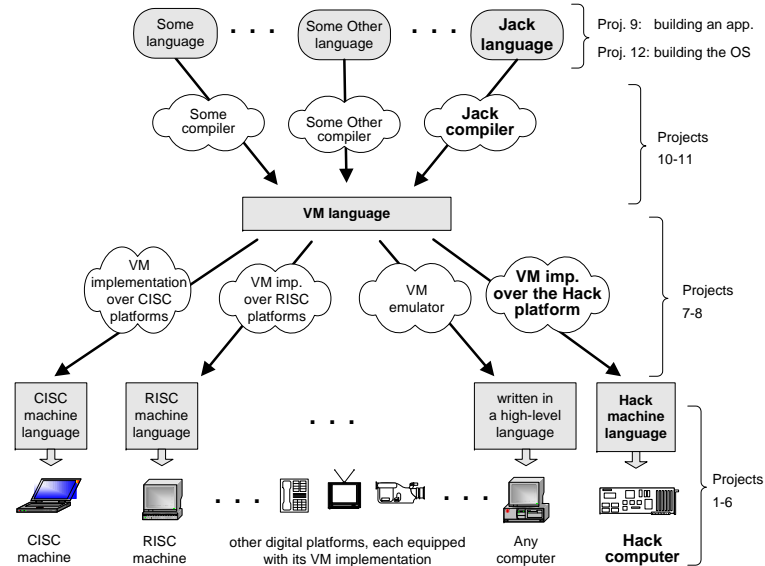 Some
language
. . .
Some Other
language
. . .
Jack
language
Proj. 9: building an app.
Proj. 12: building the OS
Some
compiler
Some Other
compiler
Jack
compiler
Projects
10-11
VM language
VM
implementation
over CISC
platforms
VM imp.
over RISC
platforms
VM
emulator
VM imp.
over the Hack
platform
Projects
7-8
CISC
machine
language
RISC
machine
language
. . .
written in
a high-level
language
Hack
machine
language
. . .
. . .
Projects
1-6
CISC
machine
RISC
machine
other digital platforms, each equipped
with its VM implementation
Any
computer
Hack
computer